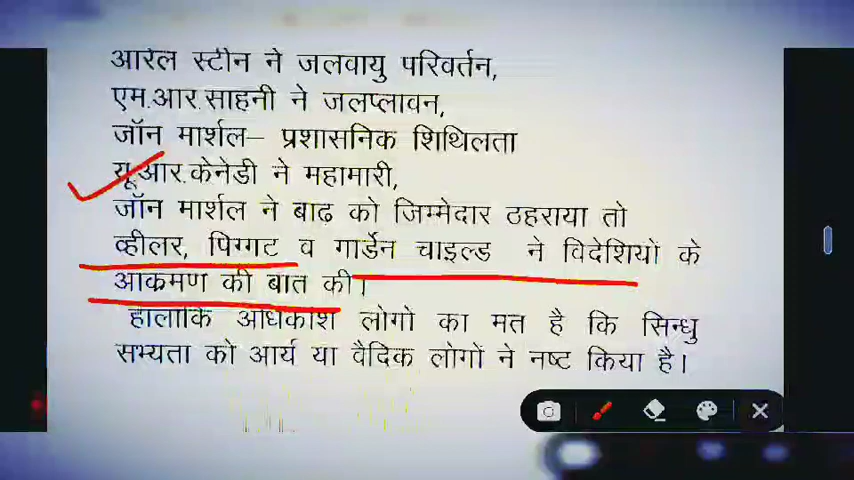 आरेल स्टीन ने जलवायु परिवर्तन,
एम.आर.साहनी ने जलप्लावन,
जॉन मार्शल– प्रशासनिक शिथिलता
यू.आर.केनेडी ने महामारी,
जॉन मार्शल ने बाढ को जिम्मेदार ठहराया तो
व्हीलर, पिग्गट व गार्डेन चाइल्ड ने विदेशियों के
आक्रमण की बात की।
हालांकि अधिकांश लोगो का मत है कि सिन्धु
सभ्यता को आर्य या वैदिक लोगों ने नष्ट किया है।